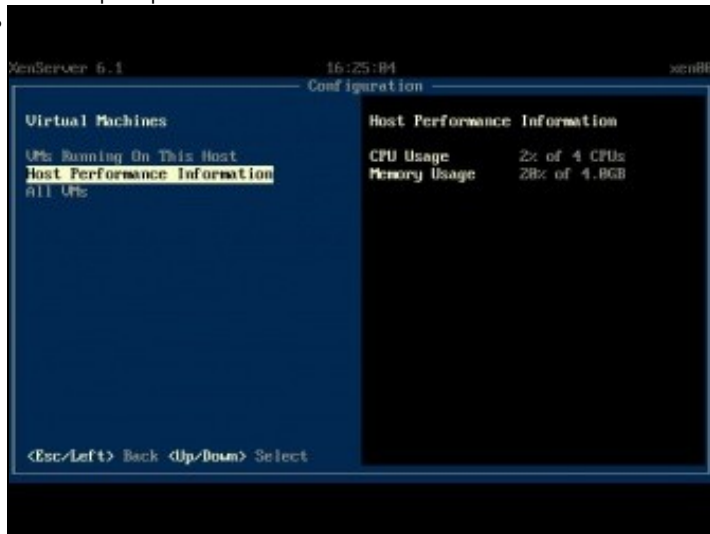 XenServer 6.1 16:25:04
Configuration
Virtual Machines
VMs Running On This Host
Host Performance Information
All VMs
Host Performance Information
CPU Usage 2% of 4 CPUs
Memory Usage 20% of 4.0GB
<Esc/Left> Back <Up/Down> Select